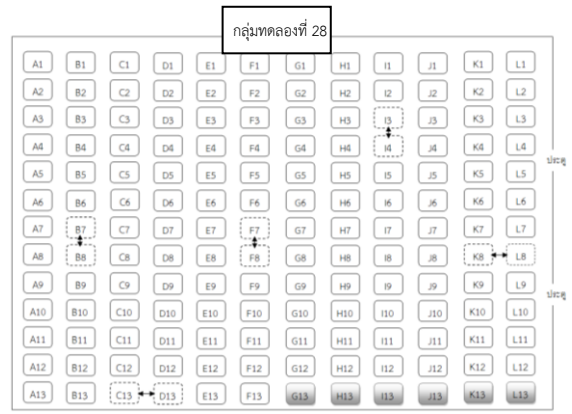 กลุ่มทดลองที่ 28
A1 B1 C1 D1 E1 F1 G1 H1 I1 J1 K1 L1
A2 B2 C2 D2 E2 F2 G2 H2 I2 J2 K2 L2
A3 B3 C3 D3 E3 F3 G3 H3 I3 J3 K3 L3
A4 B4 C4 D4 E4 F4 G4 H4 I4 J4 K4 L4
ประตู
A5 B5 C5 D5 E5 F5 G5 H5 I5 J5 K5 L5
A6 B6 C6 D6 E6 F6 G6 H6 I6 J6 K6 L6
A7 B7 C7 D7 E7 F7 G7 H7 I7 J7 K7 L7
A8 B8 C8 D8 E8 F8 G8 H8 I8 J8 K8 L8
A9 B9 C9 D9 E9 F9 G9 H9 I9 J9 K9 L9
ประตู
A10 B10 C10 D10 E10 F10 G10 H10 I10 J10 K10 L10
A11 B11 C11 D11 E11 F11 G11 H11 I11 J11 K11 L11
A12 B12 C12 D12 E12 F12 G12 H12 I12 J12 K12 L12
A13 B13 C13 D13 E13 F13 G13 H13 I13 J13 K13 L13